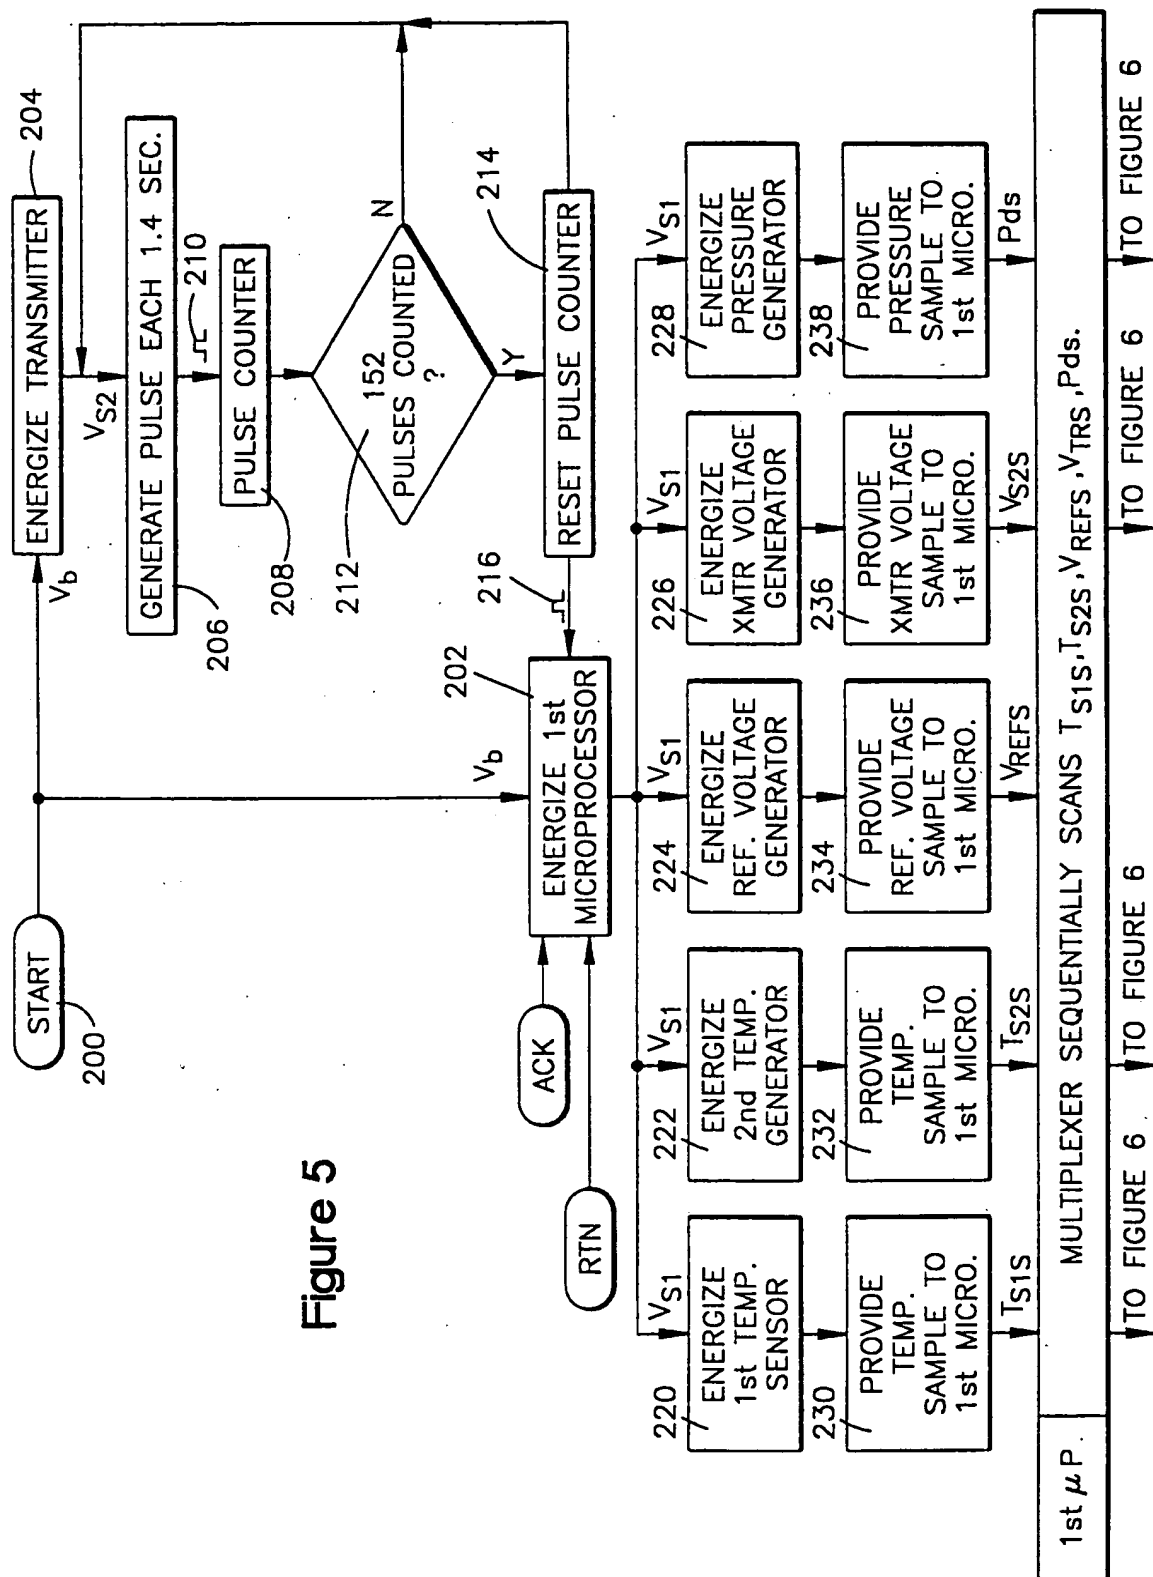 START
200
V_b
ENERGIZE TRANSMITTER
204
V_S2
GENERATE PULSE EACH 1.4 SEC.
206
210
PULSE COUNTER
208
152
PULSES COUNTED
?
212
N
Y
RESET PULSE COUNTER
214
216
V_b
202
ENERGIZE 1st
MICROPROCESSOR
ACK
RTN
Figure 5
V_S1
220
ENERGIZE
1st TEMP.
SENSOR
V_S1
222
ENERGIZE
2nd TEMP.
GENERATOR
V_S1
224
ENERGIZE
REF. VOLTAGE
GENERATOR
V_S1
226
ENERGIZE
XMTR VOLTAGE
GENERATOR
V_S1
228
ENERGIZE
PRESSURE
GENERATOR
230
PROVIDE
TEMP.
SAMPLE TO
1st MICRO.
232
PROVIDE
TEMP.
SAMPLE TO
1st MICRO.
234
PROVIDE
REF. VOLTAGE
SAMPLE TO
1st MICRO.
236
PROVIDE
XMTR VOLTAGE
SAMPLE TO
1st MICRO.
238
PROVIDE
PRESSURE
SAMPLE TO
1st MICRO.
T_S1S
T_S2S
V_REFS
V_S2S
Pds
1st μP.
MULTIPLEXER SEQUENTIALLY SCANS T_S1S, T_S2S, V_REFS, V_TRS, Pds.
TO FIGURE 6
TO FIGURE 6
TO FIGURE 6
TO FIGURE 6